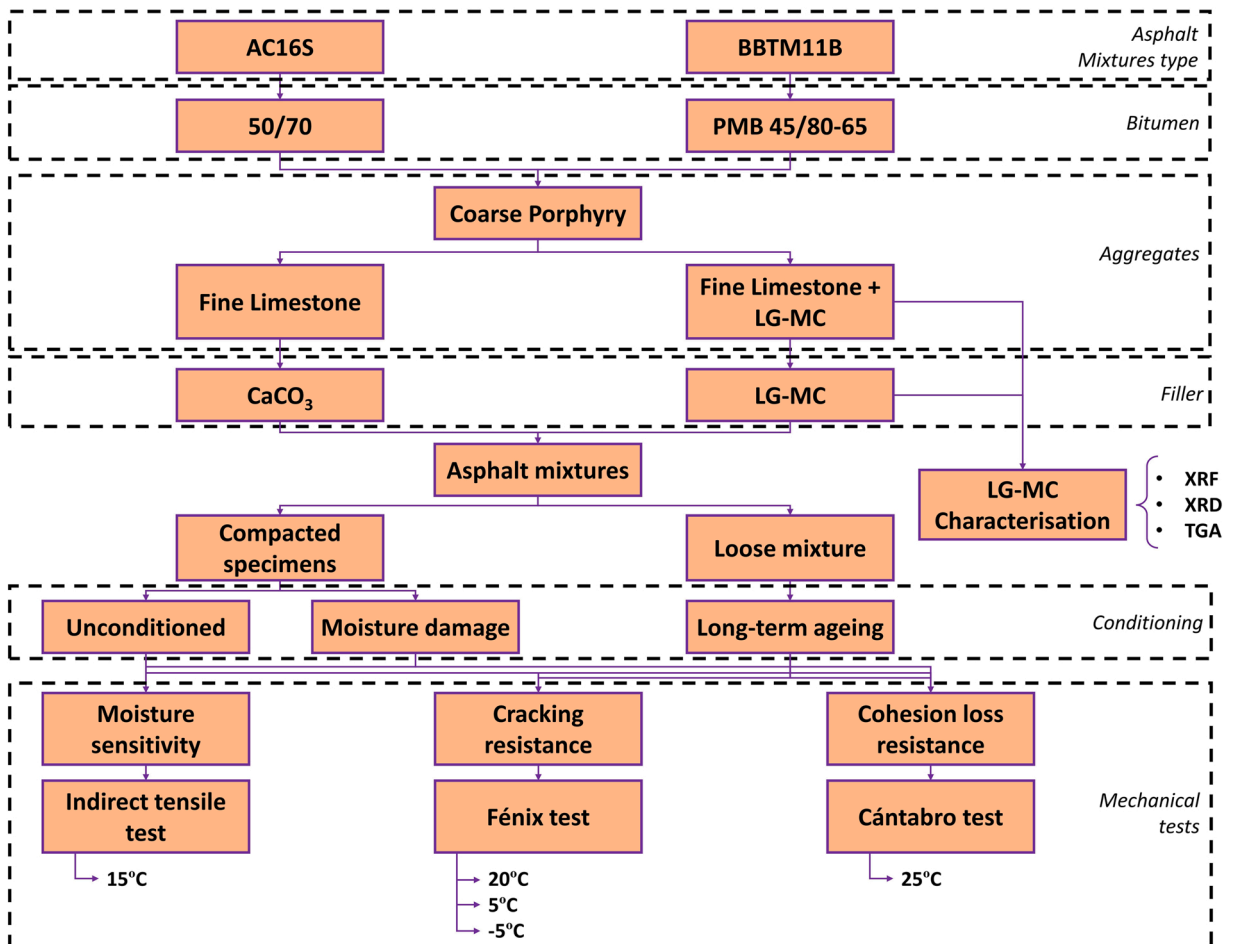 AC16S
BBTM11B
Asphalt
Mixtures type
50/70
PMB 45/80-65
Bitumen
Coarse Porphyry
Aggregates
Fine Limestone
Fine Limestone +
LG-MC
CaCO₃
LG-MC
Filler
Asphalt mixtures
LG-MC
Characterisation
• XRF
• XRD
• TGA
Compacted
specimens
Loose mixture
Unconditioned
Moisture damage
Long-term ageing
Conditioning
Moisture
sensitivity
Cracking
resistance
Cohesion loss
resistance
Indirect tensile
test
Fénix test
Cántabro test
Mechanical
tests
15ºC
20ºC
5ºC
-5ºC
25ºC